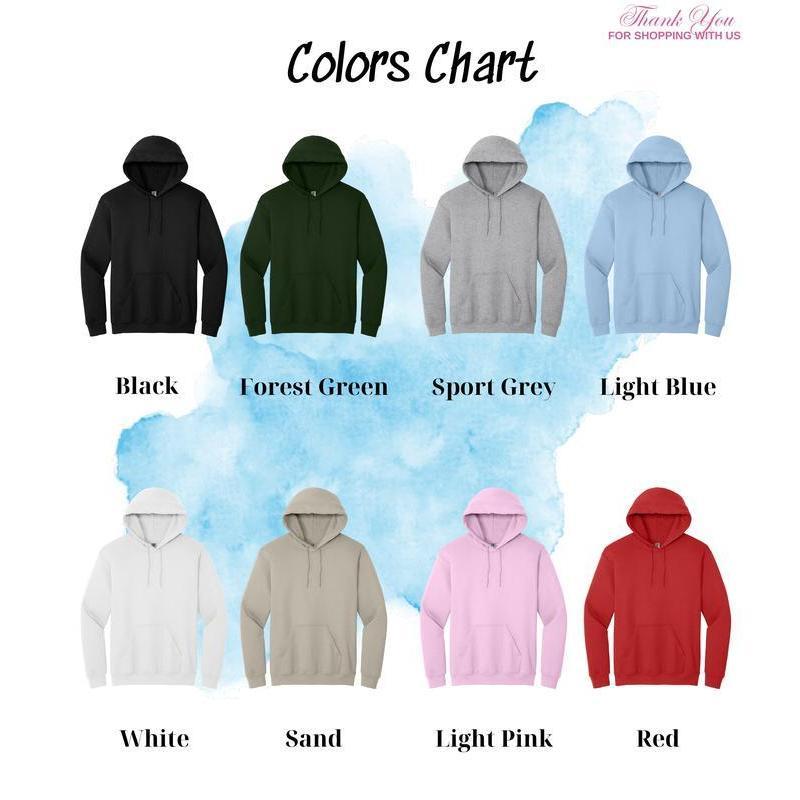 Thank You
FOR SHOPPING WITH US
Colors Chart
Black
Forest Green
Sport Grey
Light Blue
White
Sand
Light Pink
Red